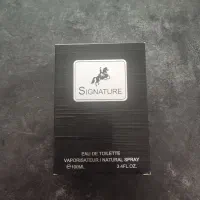 SIGNATURE
EAU DE TOILETTE
VAPORISATEUR / NATURAL SPRAY
℮100ML 3.4FL.OZ.